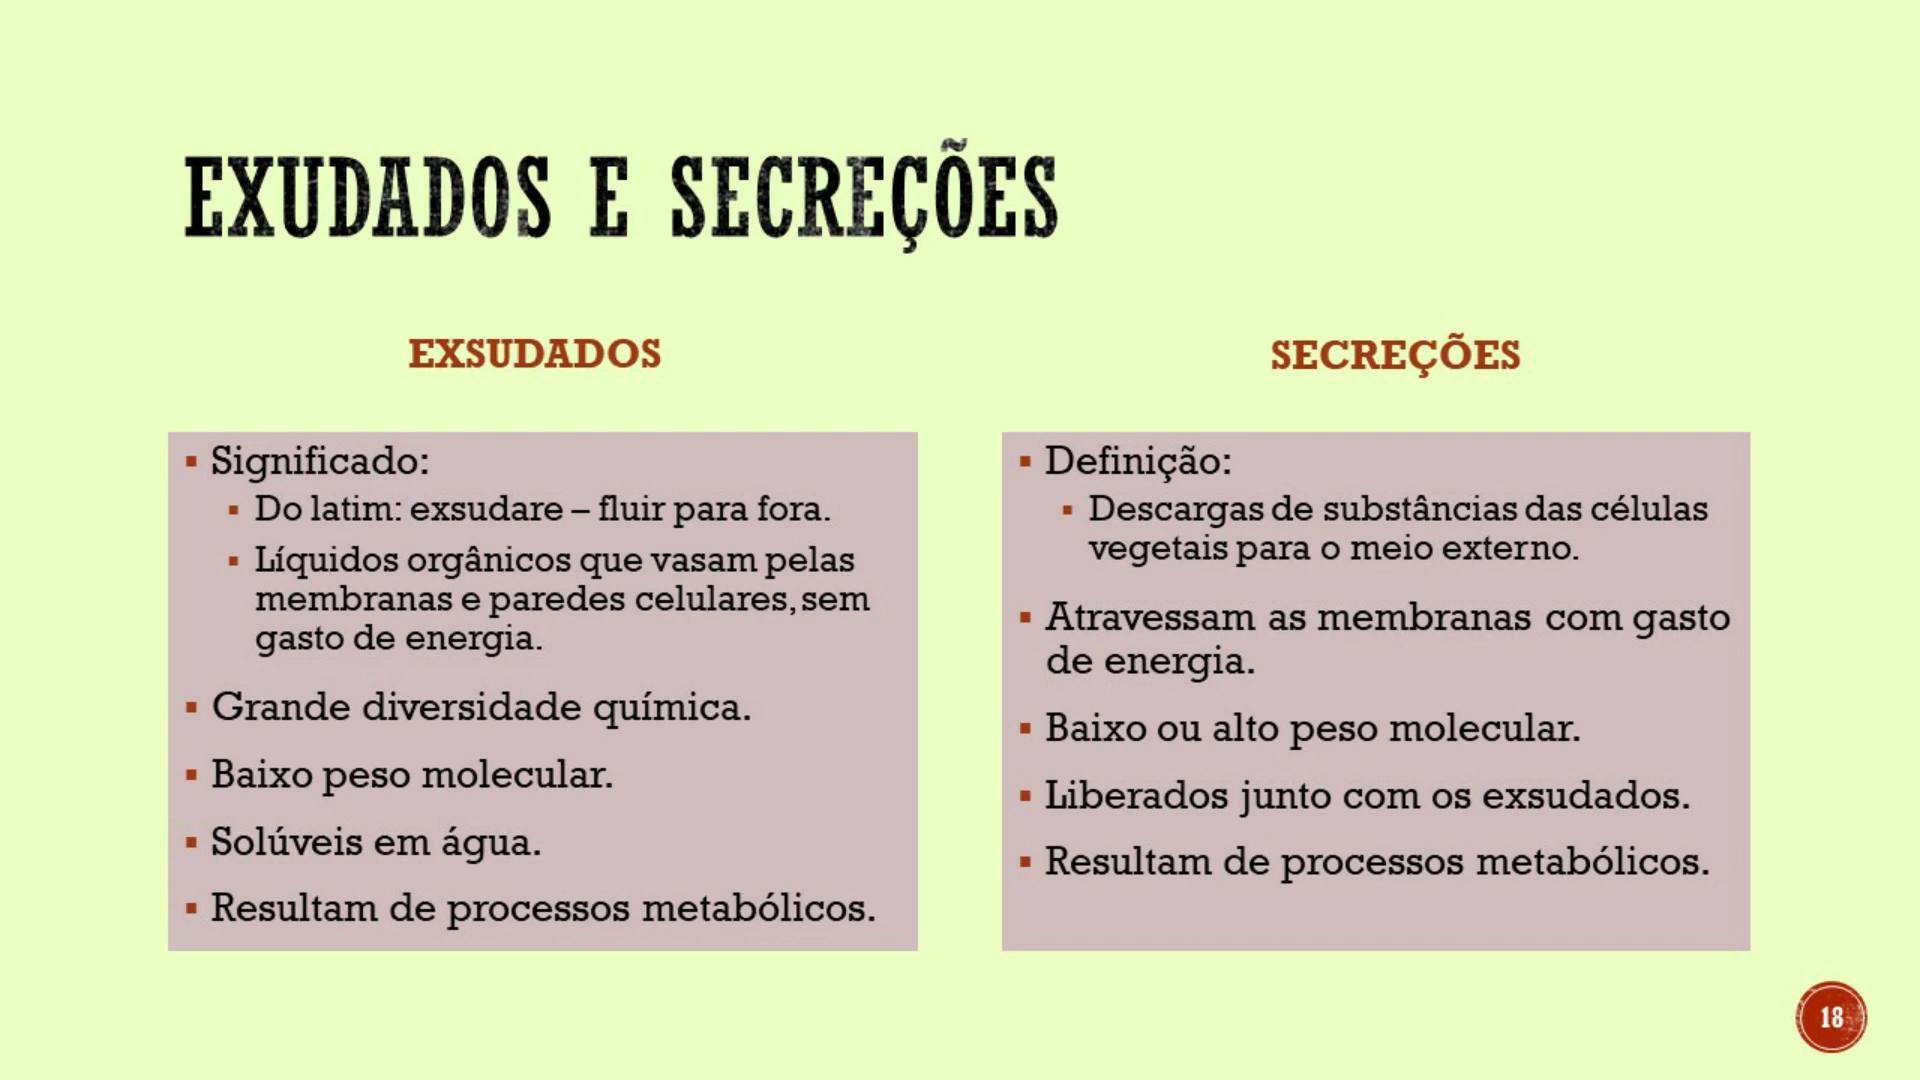 EXUDADOS E SECREÇÕES
EXSUDADOS
▪ Significado:
▪ Do latim: exsudare – fluir para fora.
▪ Líquidos orgânicos que vasam pelas
membranas e paredes celulares, sem
gasto de energia.
▪ Grande diversidade química.
▪ Baixo peso molecular.
▪ Solúveis em água.
▪ Resultam de processos metabólicos.
SECREÇÕES
▪ Definição:
▪ Descargas de substâncias das células
vegetais para o meio externo.
▪ Atravessam as membranas com gasto
de energia.
▪ Baixo ou alto peso molecular.
▪ Liberados junto com os exsudados.
▪ Resultam de processos metabólicos.
18